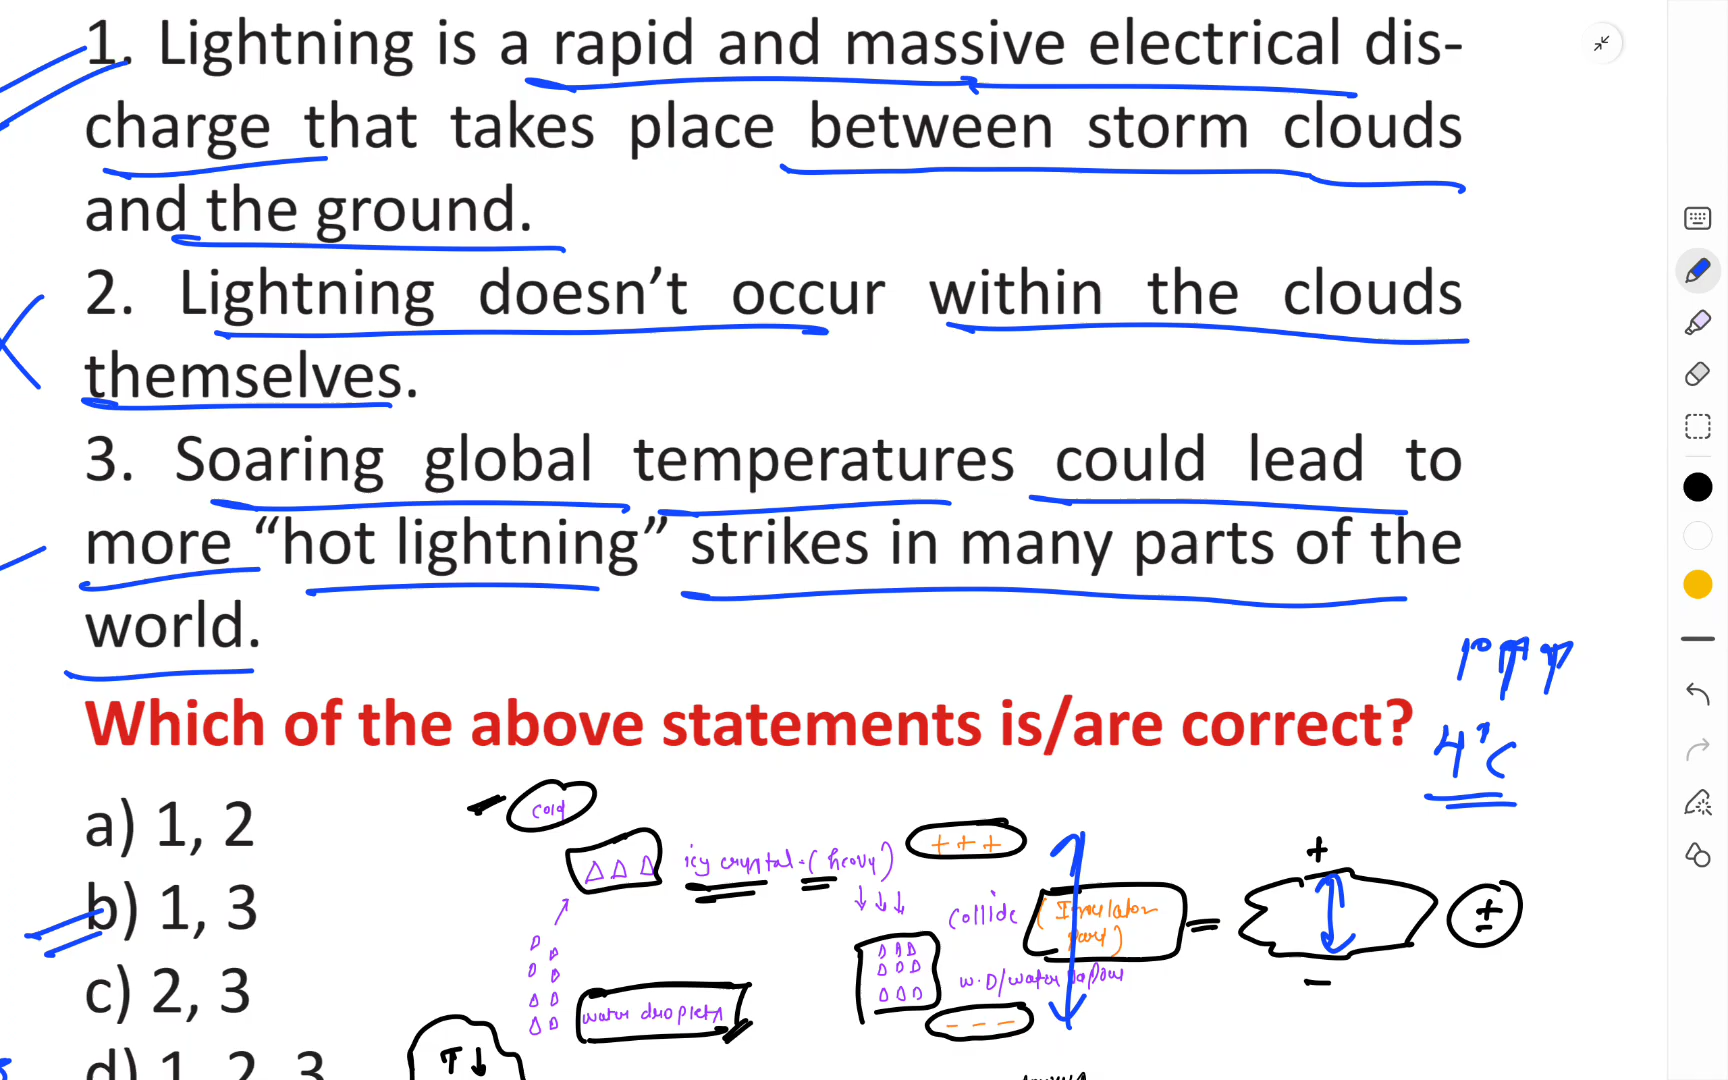 1. Lightning is a rapid and massive electrical dis-
charge that takes place between storm clouds
and the ground.
2. Lightning doesn’t occur within the clouds
themselves.
3. Soaring global temperatures could lead to
more “hot lightning” strikes in many parts of the
world.
Which of the above statements is/are correct?
4°C
a) 1, 2
cold
+ + +
+
icy crystal - (heavy)
b) 1, 3
collide
±
w.D/water
c) 2, 3
water droplets
- - -
-
d) 1, 2, 3